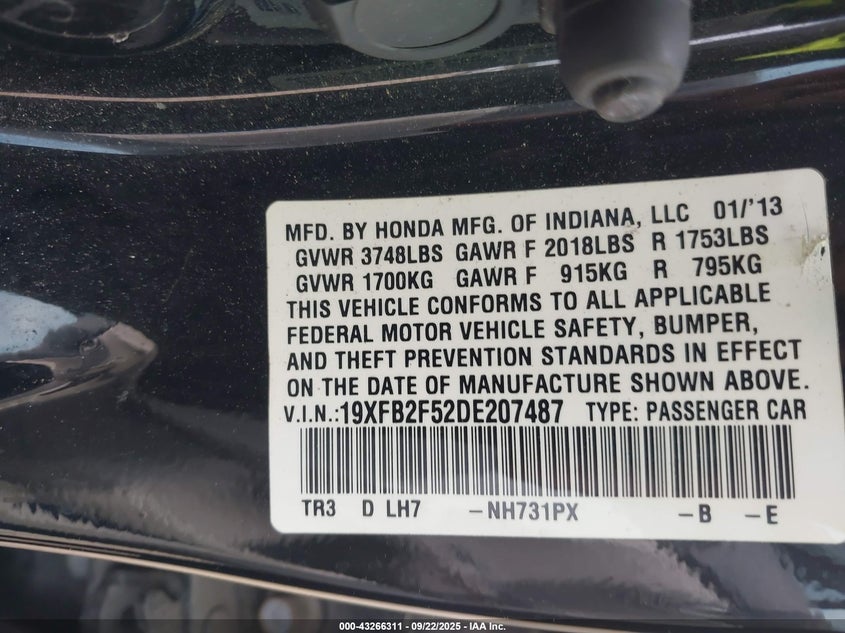 MFD. BY HONDA MFG. OF INDIANA, LLC 01/'13
GVWR 3748LBS GAWR F 2018LBS R 1753LBS
GVWR 1700KG GAWR F 915KG R 795KG
THIS VEHICLE CONFORMS TO ALL APPLICABLE
FEDERAL MOTOR VEHICLE SAFETY, BUMPER,
AND THEFT PREVENTION STANDARDS IN EFFECT
ON THE DATE OF MANUFACTURE SHOWN ABOVE.
V.I.N.: 19XFB2F52DE207487 TYPE: PASSENGER CAR
TR3 D LH7 -NH731PX -B -E
000-43266311 - 09/22/2025 - IAA Inc.